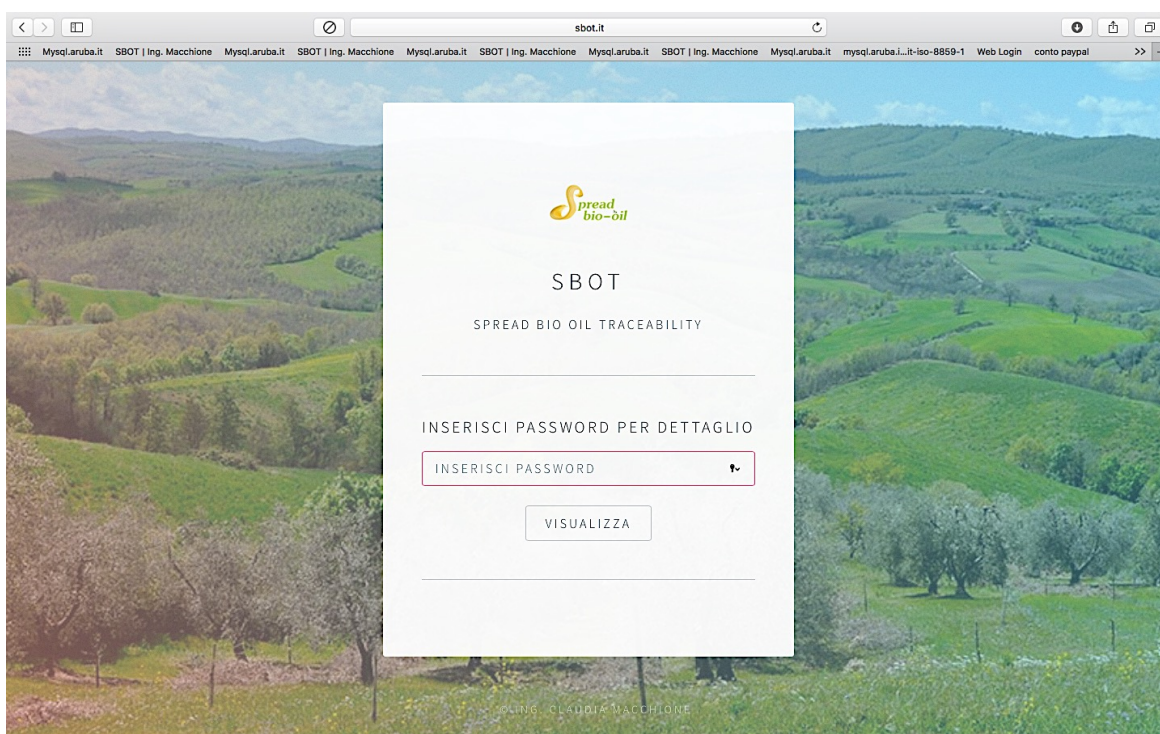 sbot.it
Mysql.aruba.it SBOT | Ing. Macchione Mysql.aruba.it SBOT | Ing. Macchione Mysql.aruba.it SBOT | Ing. Macchione Mysql.aruba.it SBOT | Ing. Macchione Mysql.aruba.it mysql.aruba.i...it-iso-8859-1 Web Login conto paypal >>
Spread
bio-òil
SBOT
SPREAD BIO OIL TRACEABILITY
INSERISCI PASSWORD PER DETTAGLIO
INSERISCI PASSWORD
VISUALIZZA
© ING. CLAUDIA MACCHIONE